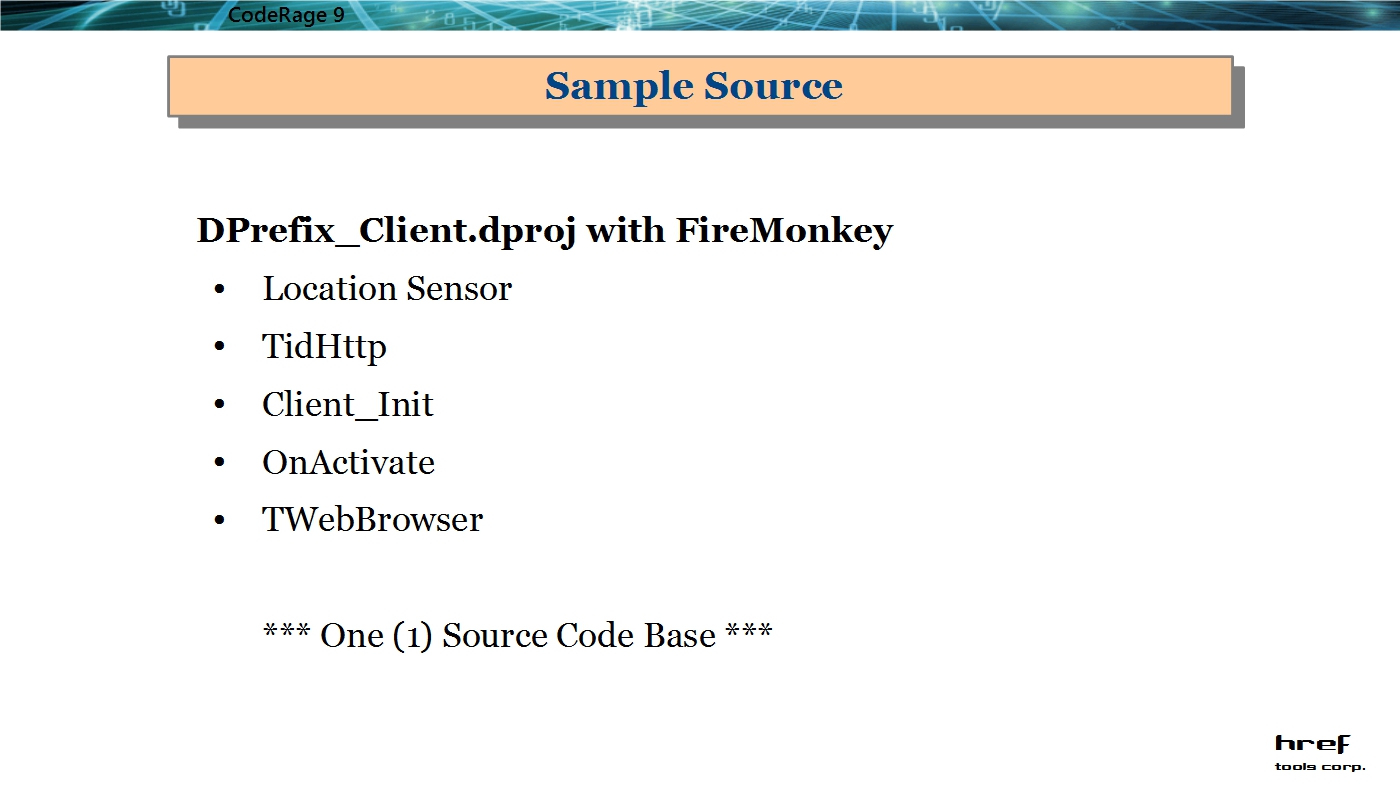 CodeRage 9
Sample Source
DPrefix_Client.dproj with FireMonkey
• Location Sensor
• TidHttp
• Client_Init
• OnActivate
• TWebBrowser
*** One (1) Source Code Base ***
href
tools corp.